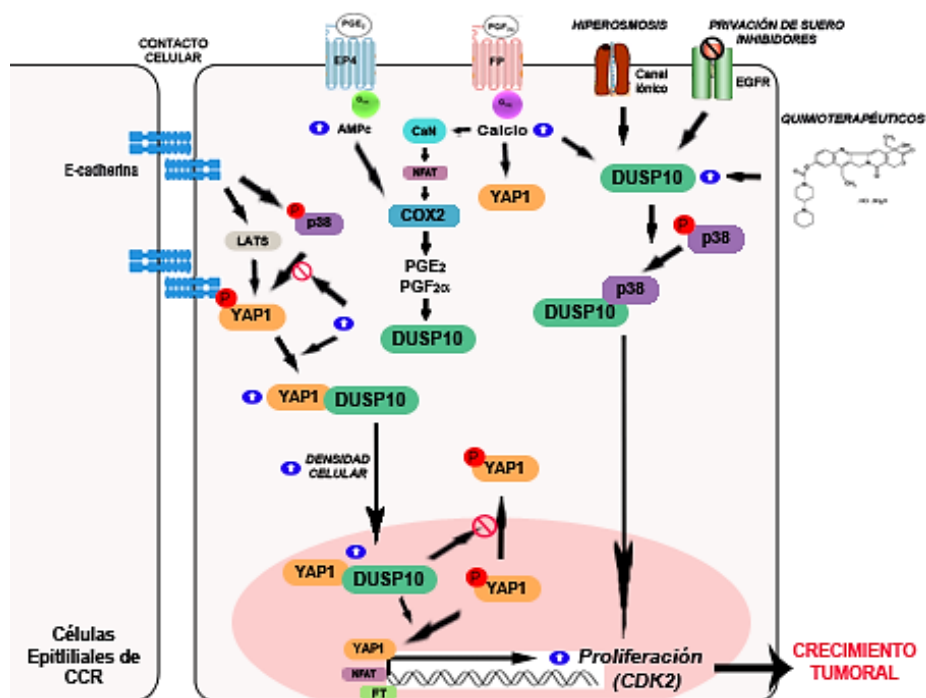 CONTACTO
CELULAR
PGE2
EP4
AMPc
PGF2α
FP
CaN
Calcio
NFAT
COX2
YAP1
PGE2
PGF2α
DUSP10
HIPEROSMOSIS
Canal
iónico
PRIVACIÓN DE SUERO
INHIBIDORES
EGFR
QUIMIOTERAPÉUTICOS
CH3
DUSP10
P
p38
p38
DUSP10
E-cadherina
P
p38
LATS
P
YAP1
YAP1
DUSP10
DENSIDAD
CELULAR
P
YAP1
YAP1
DUSP10
P
YAP1
YAP1
NFAT
FT
Proliferación
(CDK2)
CRECIMIENTO
TUMORAL
Células
Epitliliales de
CCR